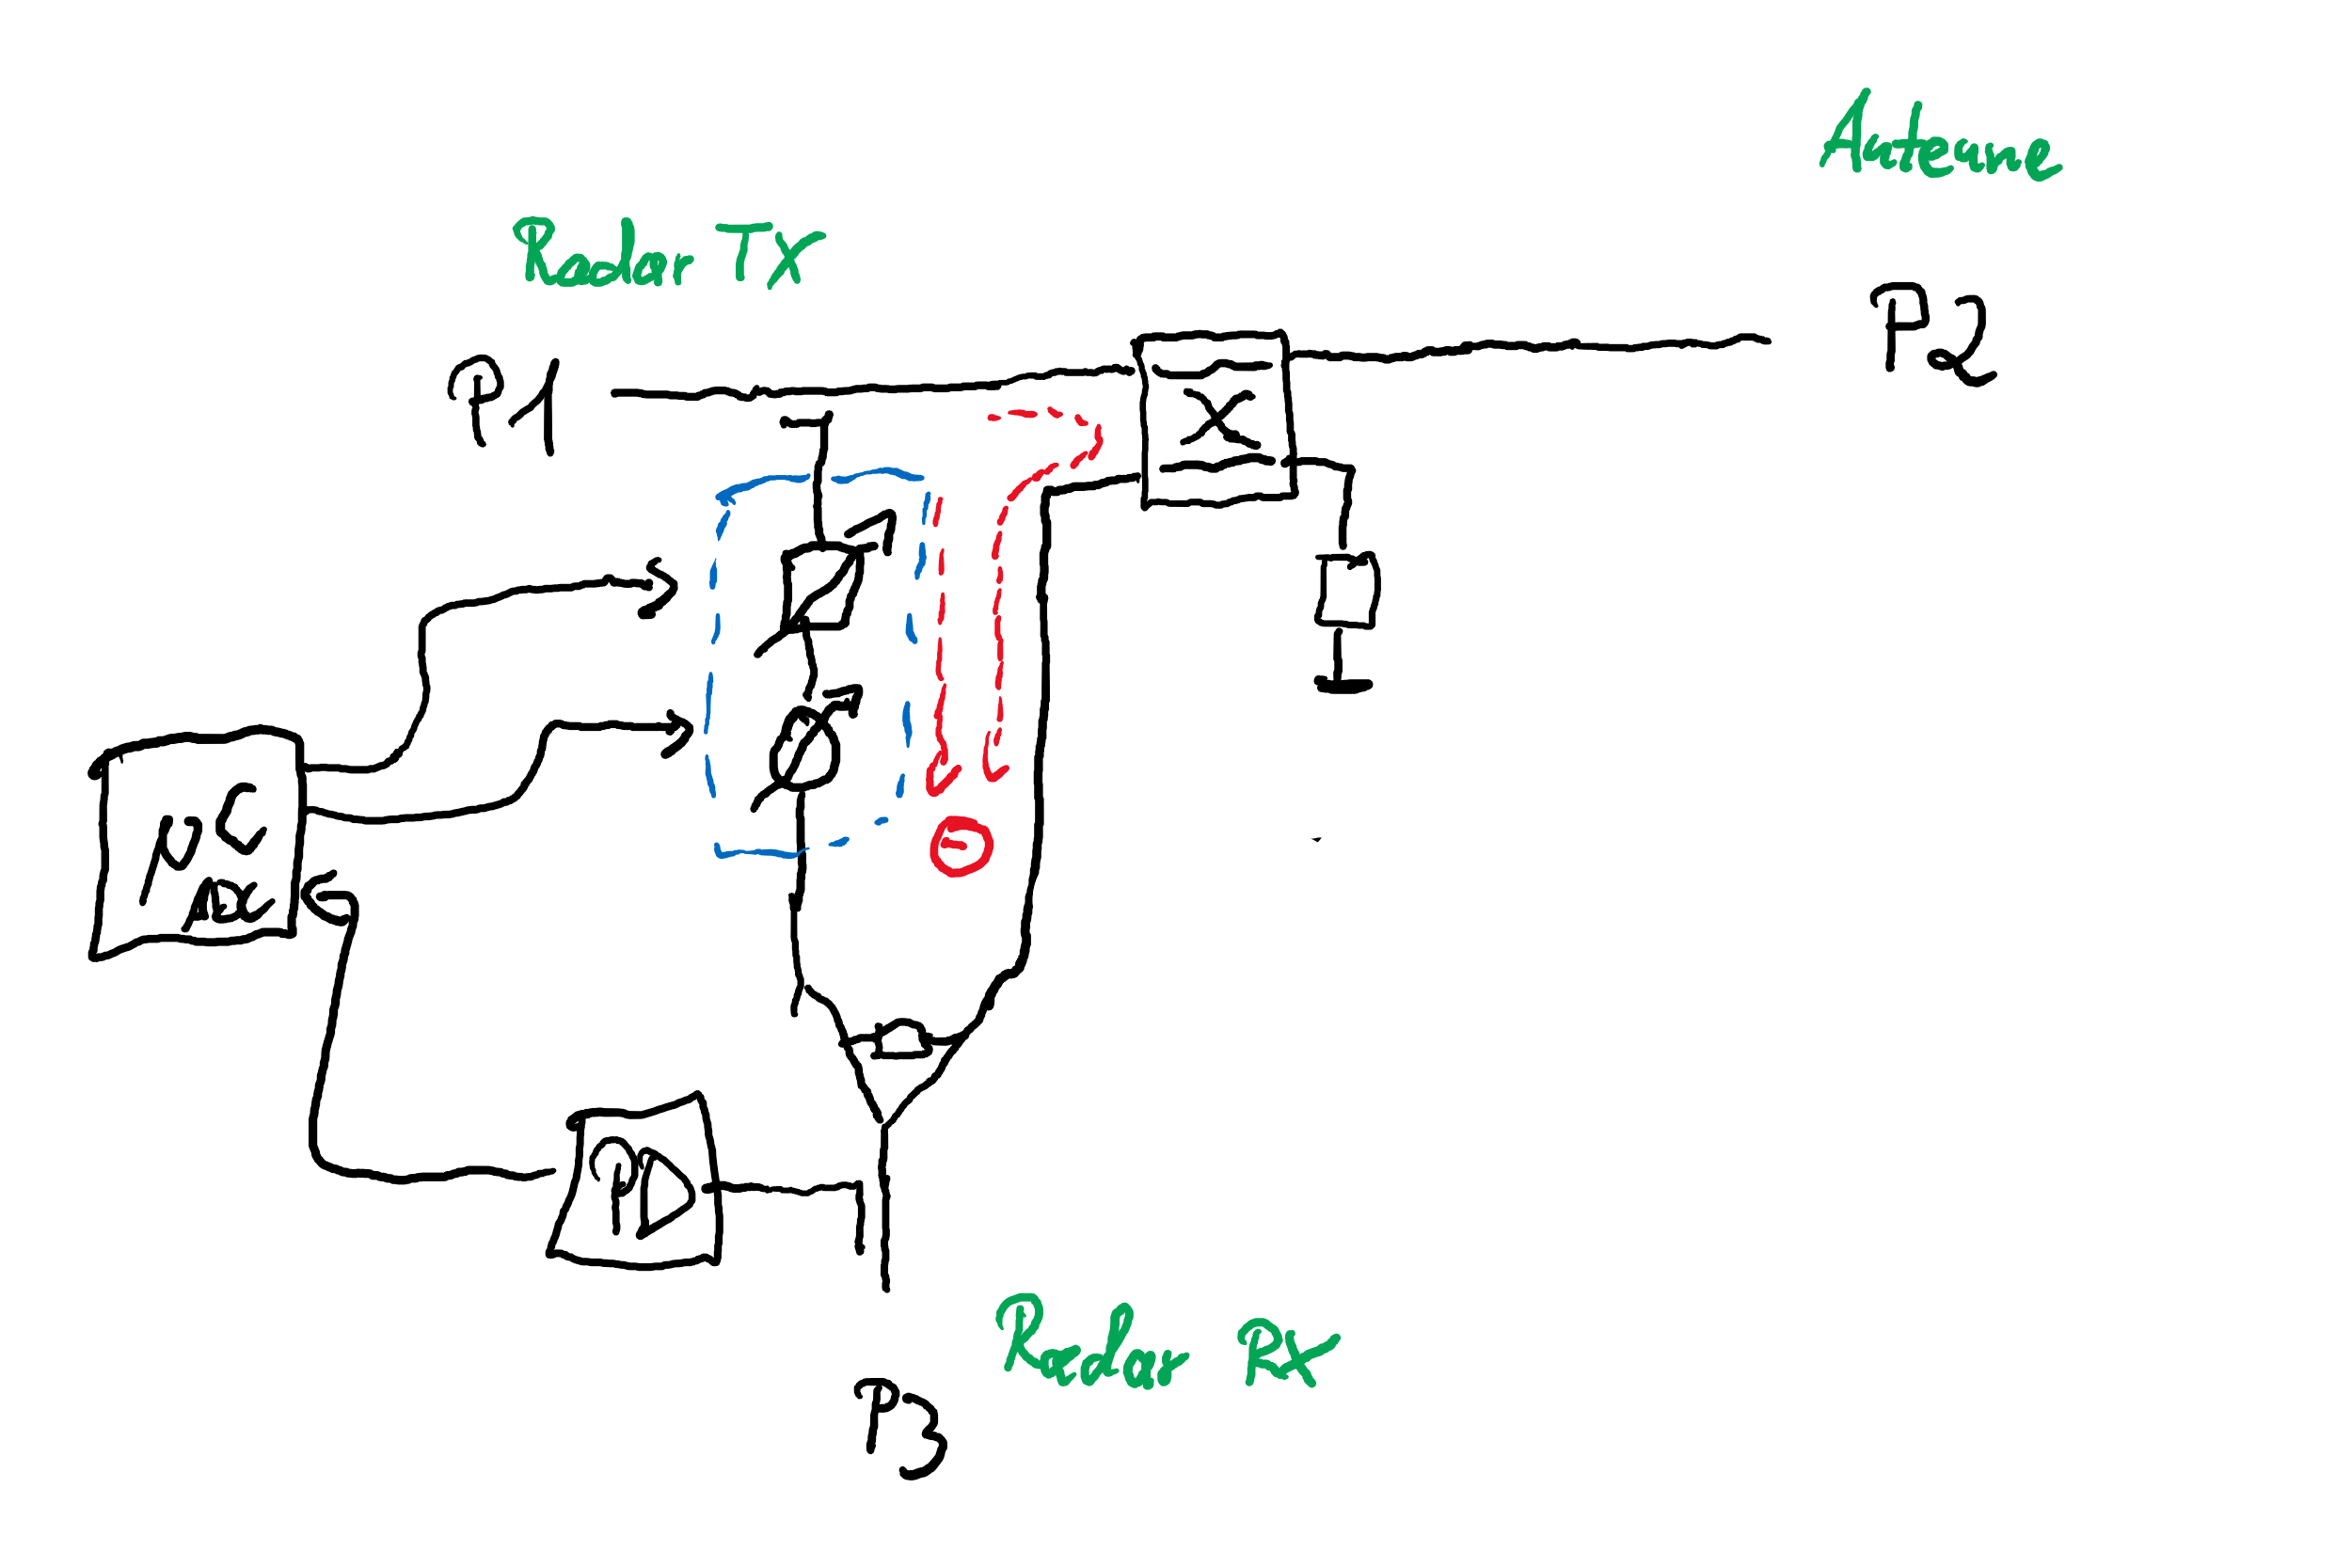 Antenne
Radar TX
P2
P1
X
µC
ADC
PD
Radar RX
P3